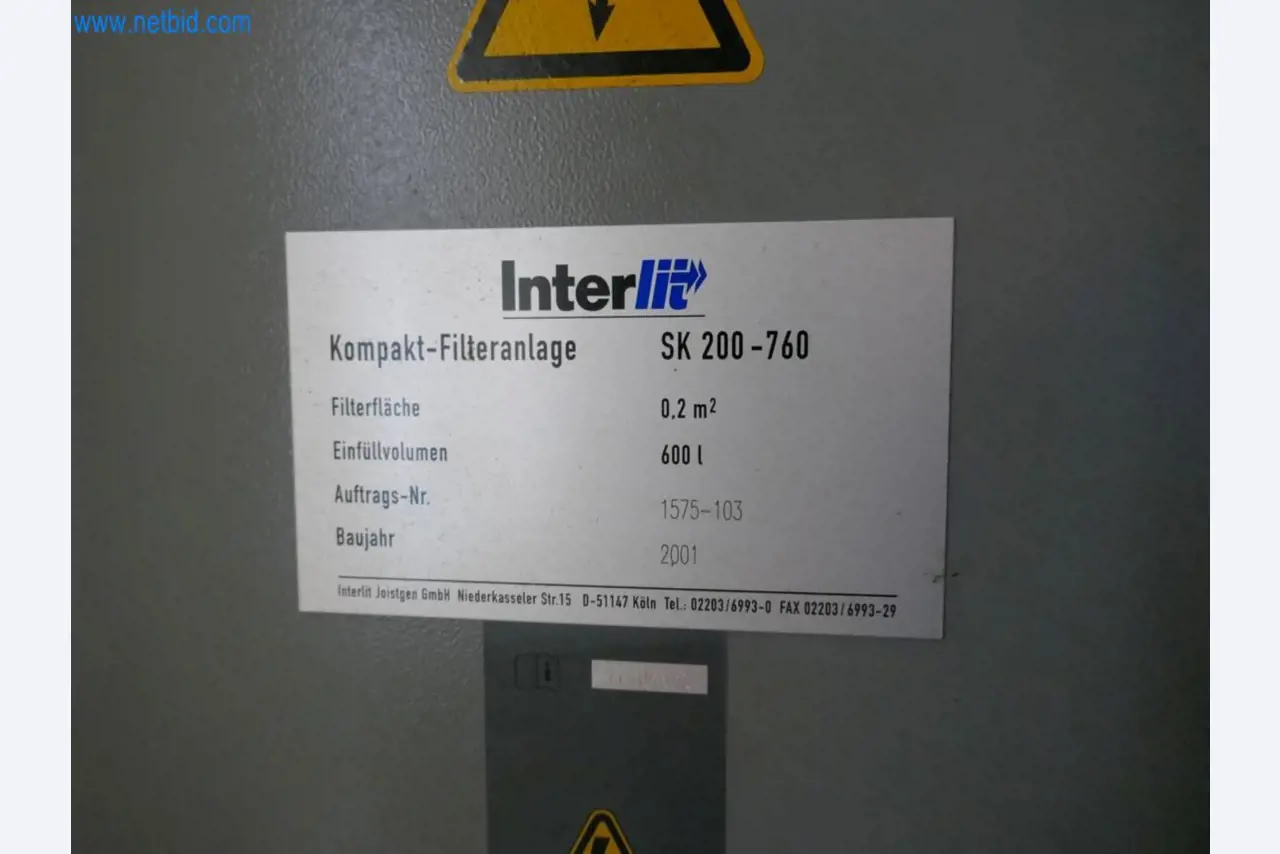 www.netbid.com
Interlit
Kompakt-Filteranlage SK 200-760
Filterfläche 0,2 m²
Einfüllvolumen 600 l
Auftrags-Nr. 1575-103
Baujahr 2001
Interlit Joistgen GmbH Niederkasseler Str.15 D-51147 Köln Tel.: 02203/6993-0 FAX 02203/6993-29